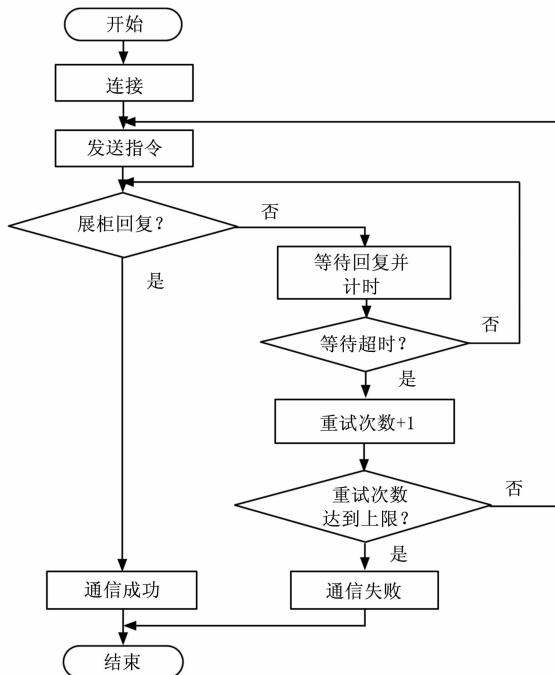 开始
连接
发送指令
展柜回复？
否
是
等待回复并
计时
等待超时？
否
是
重试次数+1
重试次数
达到上限？
否
是
通信成功
通信失败
结束